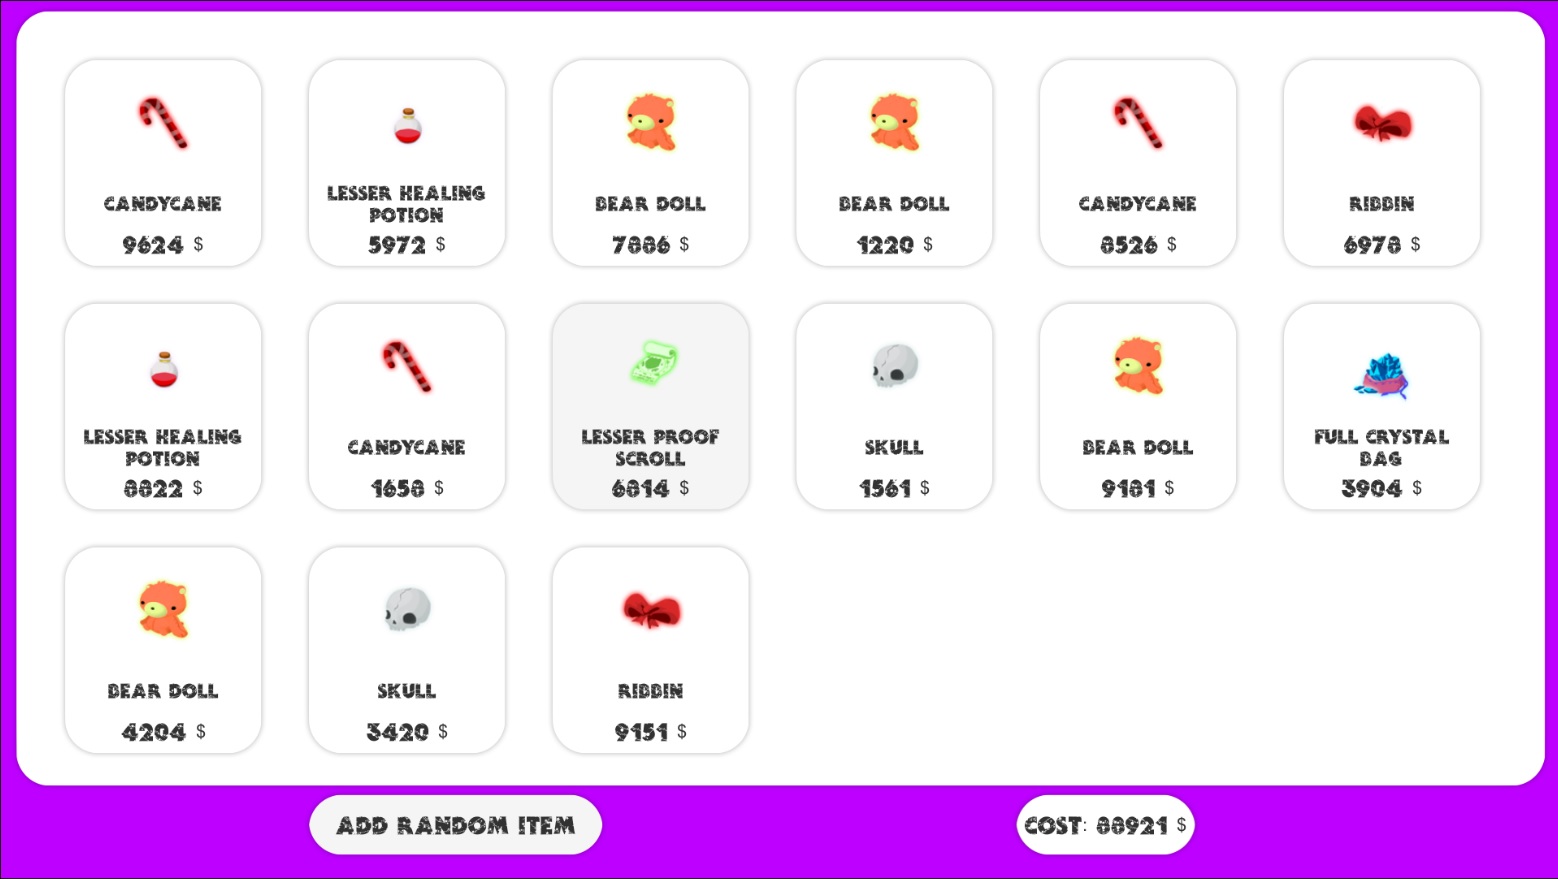 CANDYCANE
9624 $
LESSER HEALING
POTION
5972 $
BEAR DOLL
7886 $
BEAR DOLL
1220 $
CANDYCANE
8526 $
RIBBIN
6978 $
LESSER HEALING
POTION
8822 $
CANDYCANE
1658 $
LESSER PROOF
SCROLL
6814 $
SKULL
1561 $
BEAR DOLL
9181 $
FULL CRYSTAL
BAG
3904 $
BEAR DOLL
4204 $
SKULL
3420 $
RIBBIN
9151 $
ADD RANDOM ITEM
COST: 88921 $